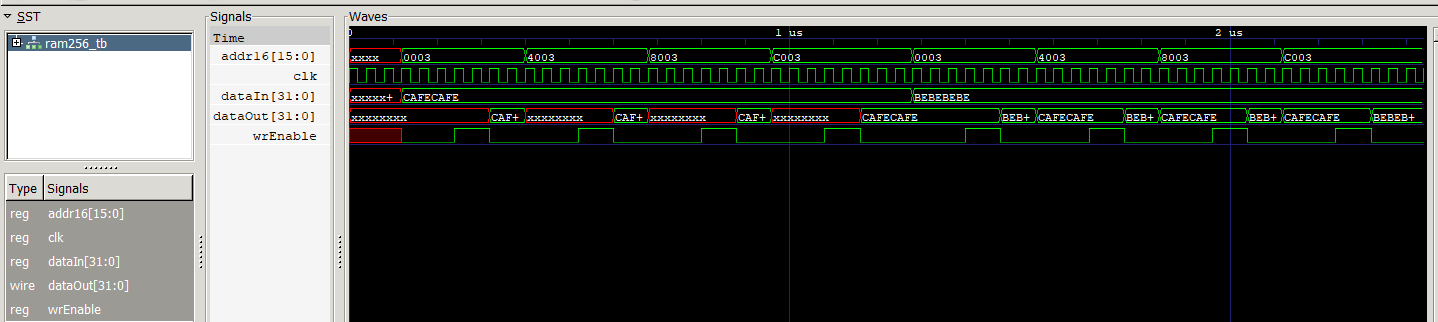 SST
ram256_tb
Type Signals
reg addr16[15:0]
reg clk
reg dataIn[31:0]
wire dataOut[31:0]
reg wrEnable
Signals
Time
addr16[15:0]
clk
dataIn[31:0]
dataOut[31:0]
wrEnable
Waves
0 1 us 2 us
xxxx 0003 4003 8003 C003 0003 4003 8003 C003
xxxxx+ CAFECAFE BEBEBEBE
xxxxxxxx CAF+ xxxxxxxx CAF+ xxxxxxxx CAF+ xxxxxxxx CAFECAFE BEB+ CAFECAFE BEB+ CAFECAFE BEB+ CAFECAFE BEBEB+